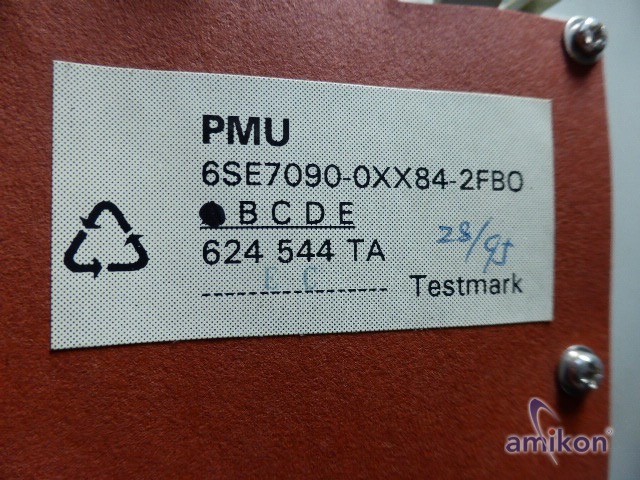 PMU
6SE7090-0XX84-2FB0
● B C D E
624 544 TA
28/95
L C
Testmark
amikon®